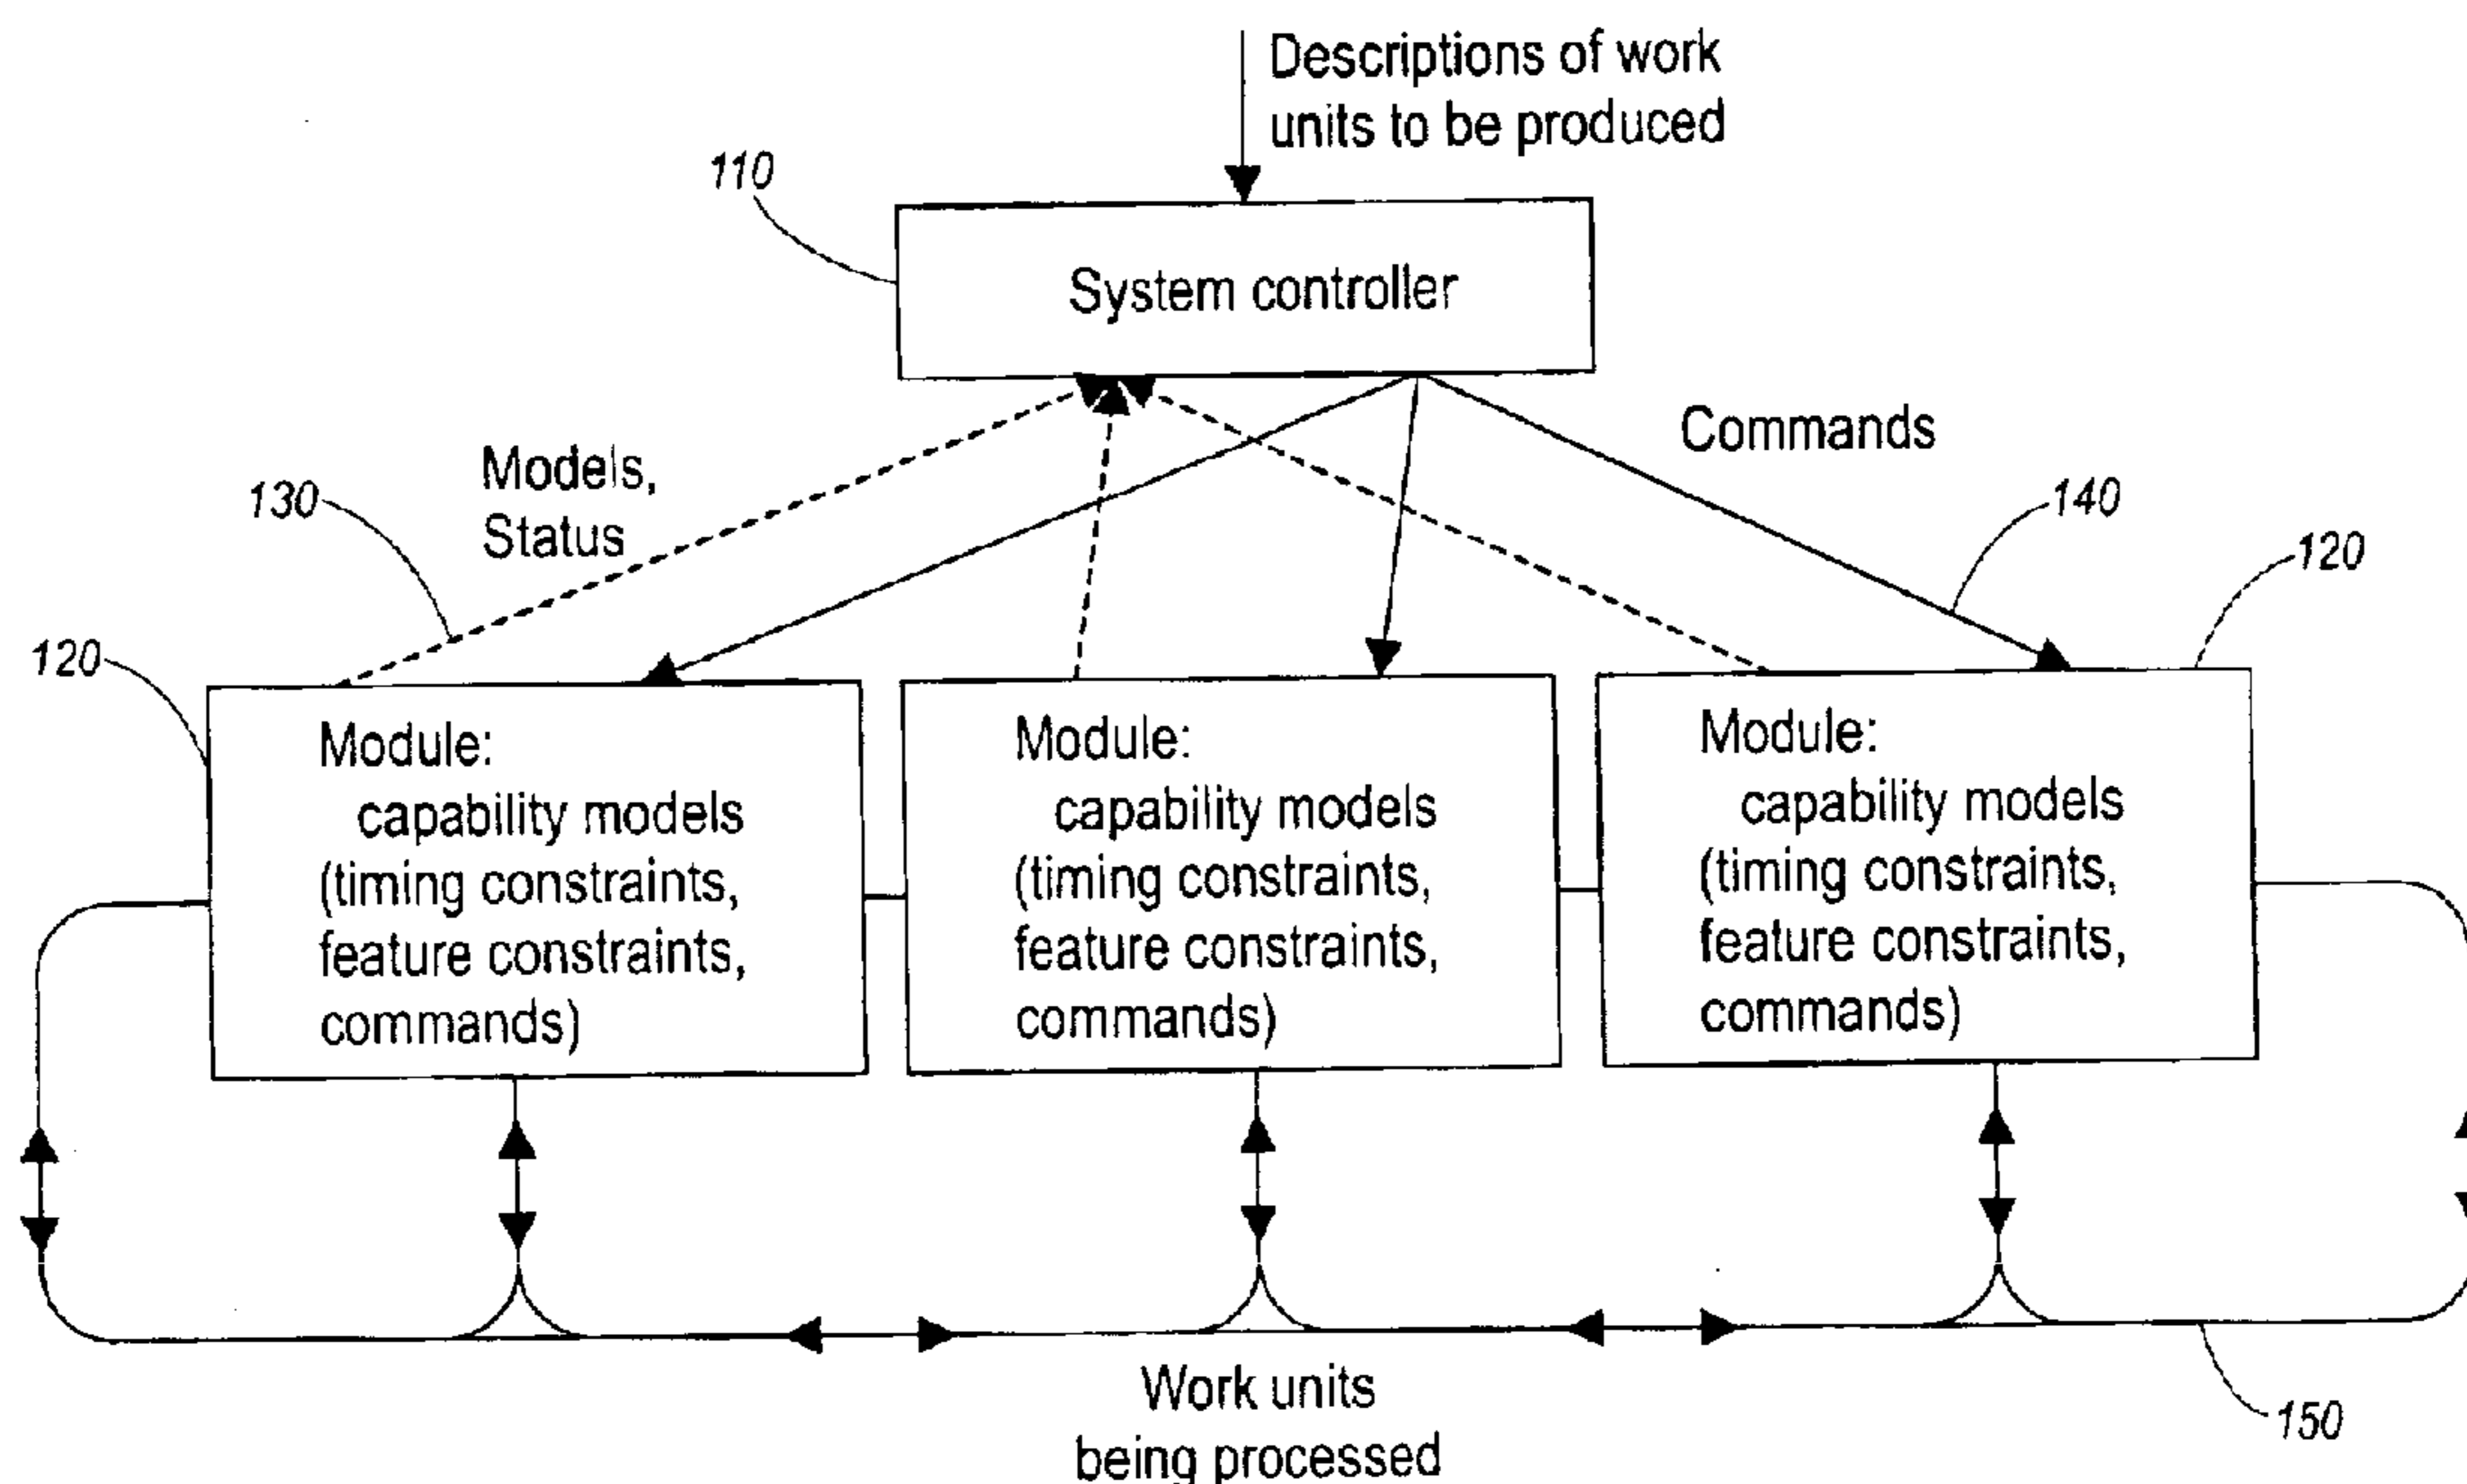 Descriptions of work
units to be produced
110
System controller
Models,
Status
130
Commands
140
120
120
Module:
capability models
(timing constraints,
feature constraints,
commands)
Module:
capability models
(timing constraints,
feature constraints,
commands)
Module:
capability models
(timing constraints,
feature constraints,
commands)
Work units
being processed
150